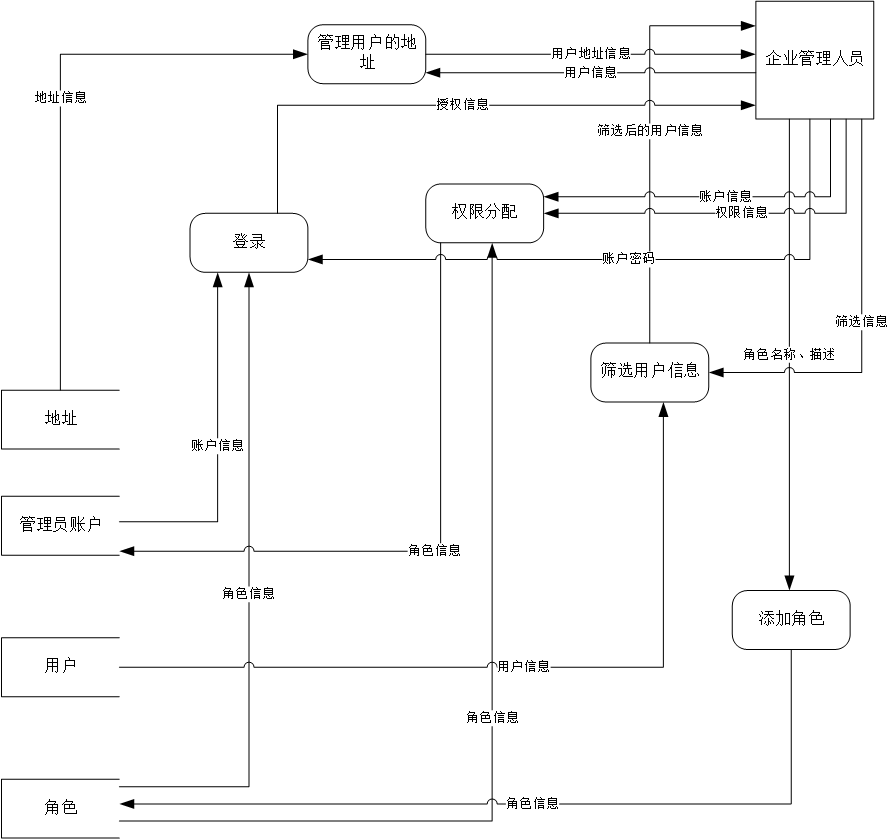 管理用户的地
址
用户地址信息
企业管理人员
用户信息
地址信息
授权信息
筛选后的用户信息
账户信息
权限分配
权限信息
登录
账户密码
筛选信息
角色名称、描述
筛选用户信息
地址
账户信息
管理员账户
角色信息
角色信息
添加角色
用户
用户信息
角色信息
角色
角色信息